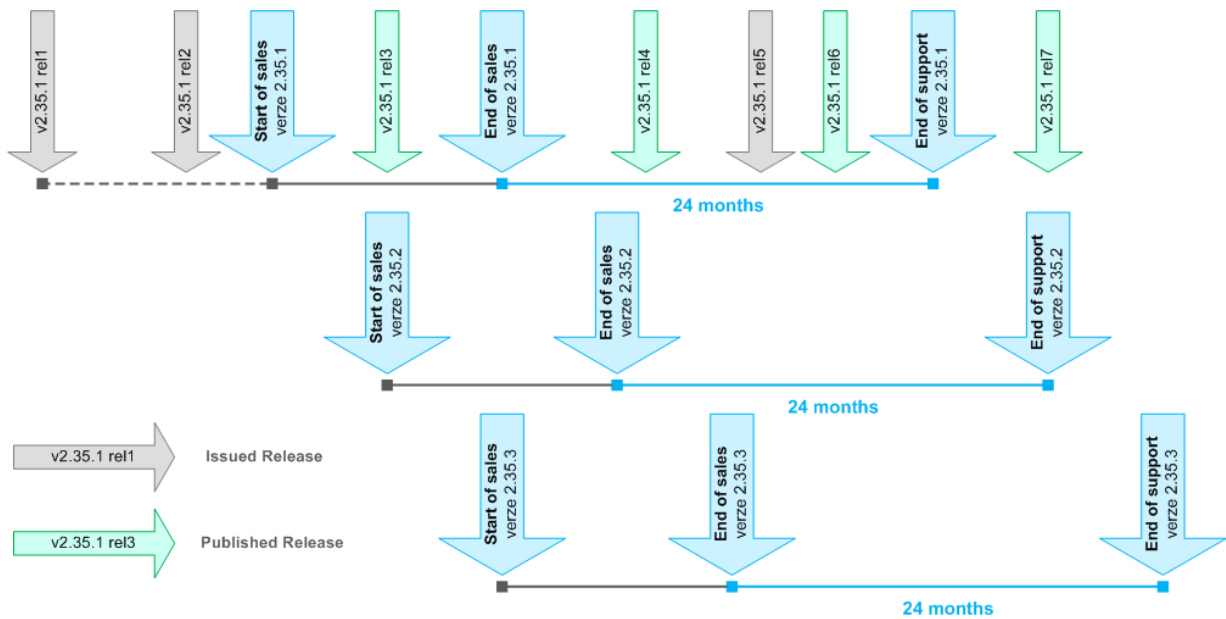 v2.35.1 rel1
v2.35.1 rel2
Start of sales
verze 2.35.1
v2.35.1 rel3
End of sales
verze 2.35.1
v2.35.1 rel4
v2.35.1 rel5
v2.35.1 rel6
End of support
verze 2.35.1
v2.35.1 rel7
24 months
Start of sales
verze 2.35.2
End of sales
verze 2.35.2
End of support
verze 2.35.2
24 months
v2.35.1 rel1
Issued Release
v2.35.1 rel3
Published Release
Start of sales
verze 2.35.3
End of sales
verze 2.35.3
End of support
verze 2.35.3
24 months